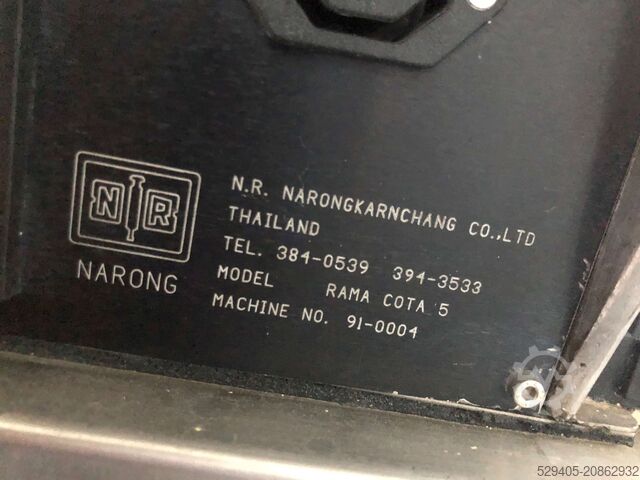 N R
NARONG
N.R. NARONGKARNCHANG CO.,LTD
THAILAND
TEL. 384-0539 394-3533
MODEL RAMA COTA 5
MACHINE NO. 91-0004
529405-20862932